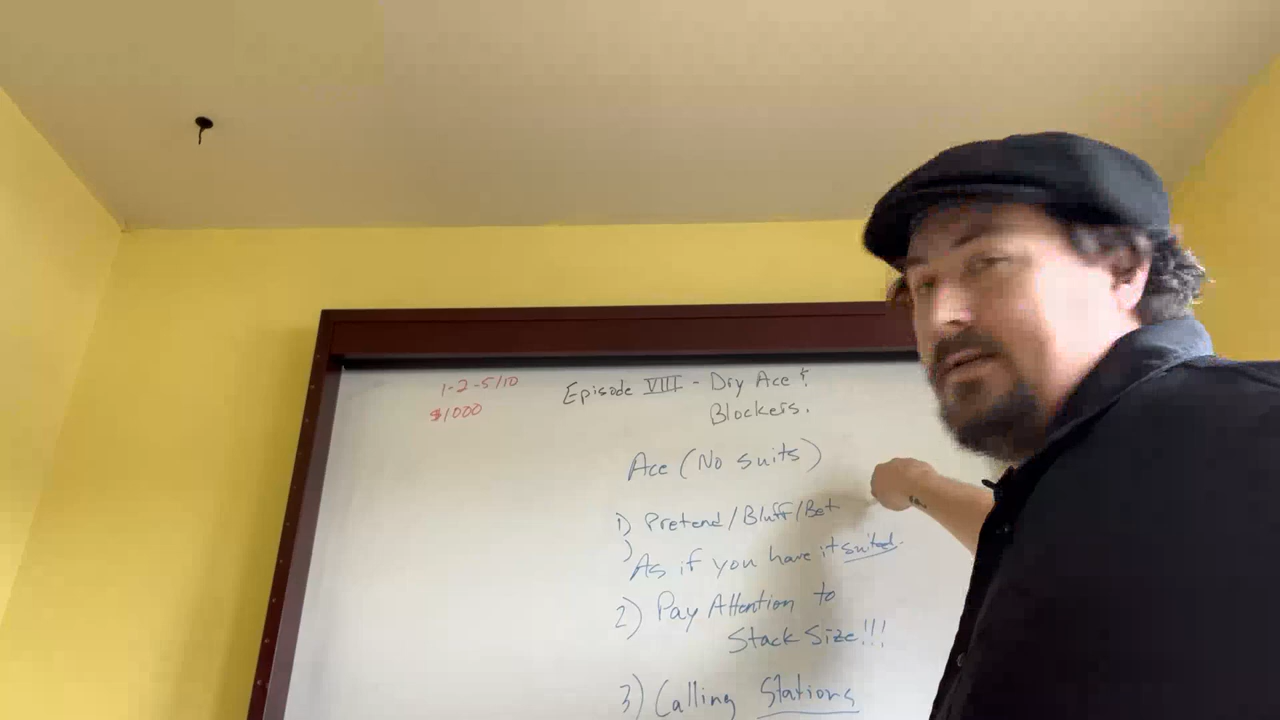 1-2-5/10
$1000
Episode VIII - Dry Ace &
Blockers.
Ace (No suits)
1) Pretend/Bluff/Bet
) As if you have it suited.
2) Pay Attention to
Stack Size!!!
3) Calling Stations